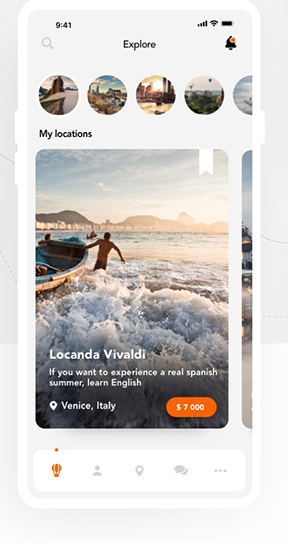 9:41
Explore
My locations
Locanda Vivaldi
If you want to experience a real spanish
summer, learn English
Venice, Italy
$ 7 000